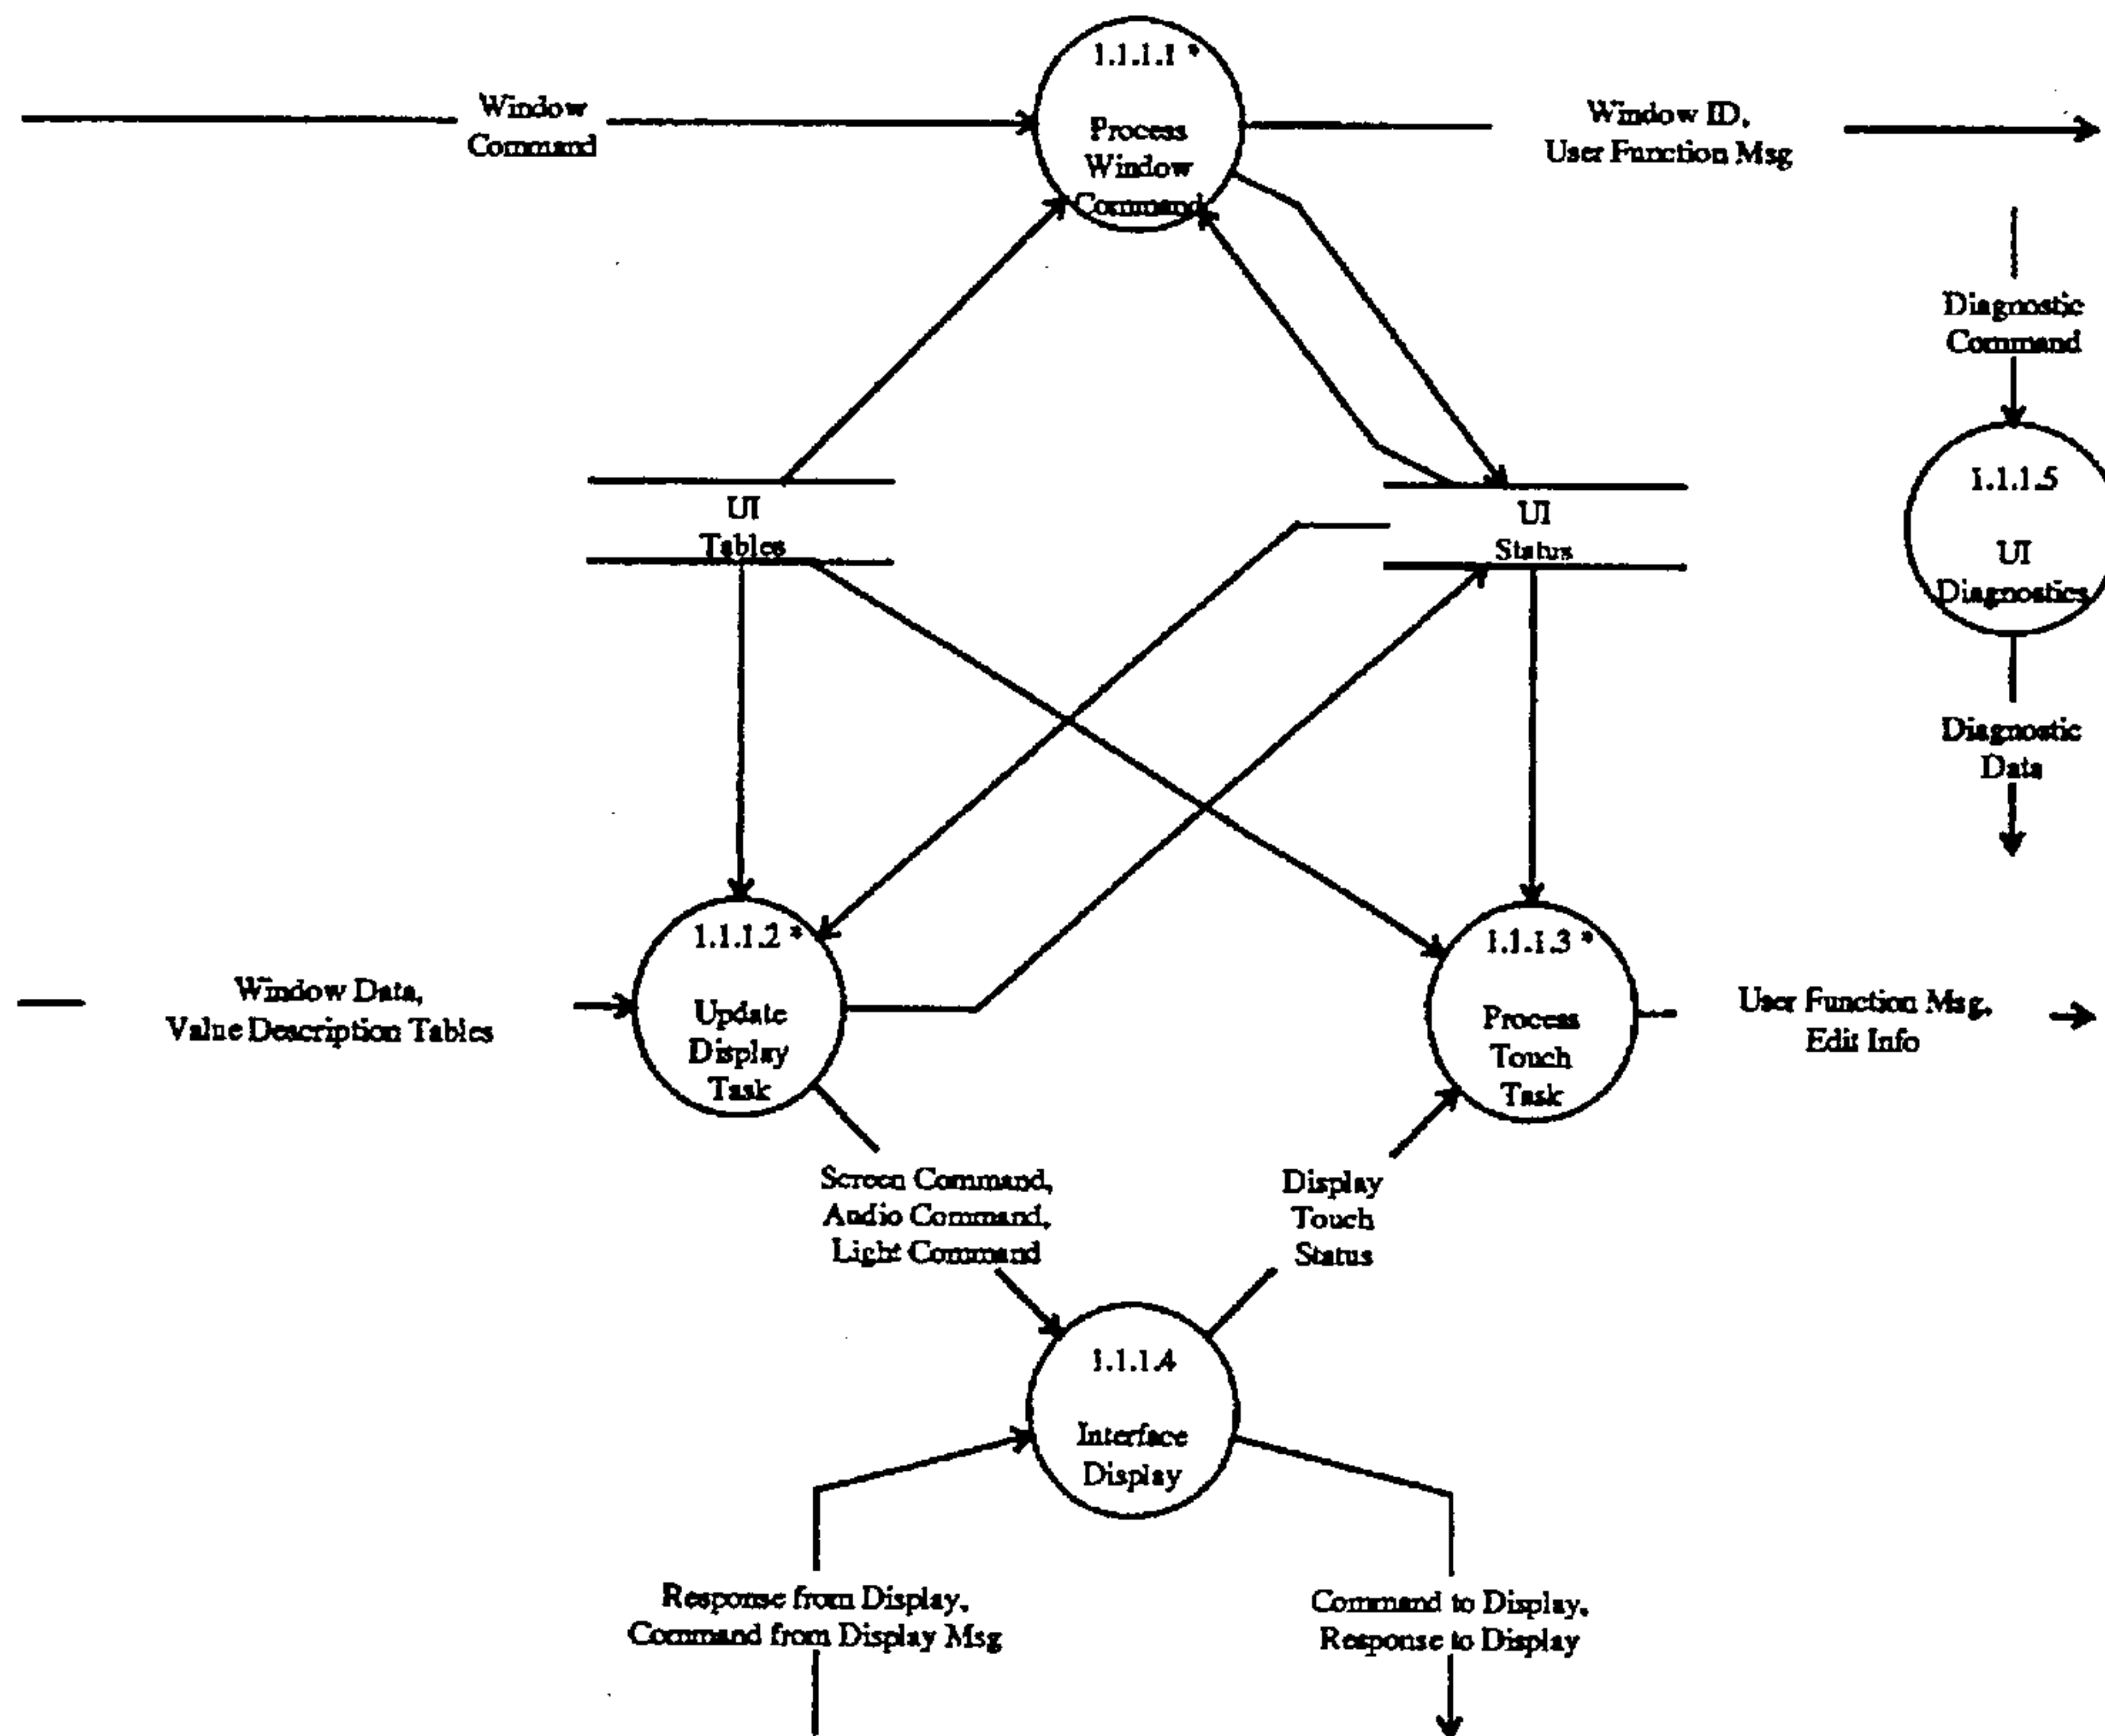 1.1.1.1 *
Process
Window
Command
Window
Command
Window ID,
User Function Msg
Diagnostic
Command
UI
Tables
UI
Status
1.1.1.5
UI
Diagnostics
Diagnostic
Data
1.1.1.2 *
Update
Display
Task
1.1.1.3 *
Process
Touch
Task
Window Data,
Value Description Tables
User Function Msg,
Edit Info
Screen Command,
Audio Command,
Light Command
Display
Touch
Status
1.1.1.4
Interface
Display
Response from Display,
Command from Display Msg
Command to Display,
Response to Display